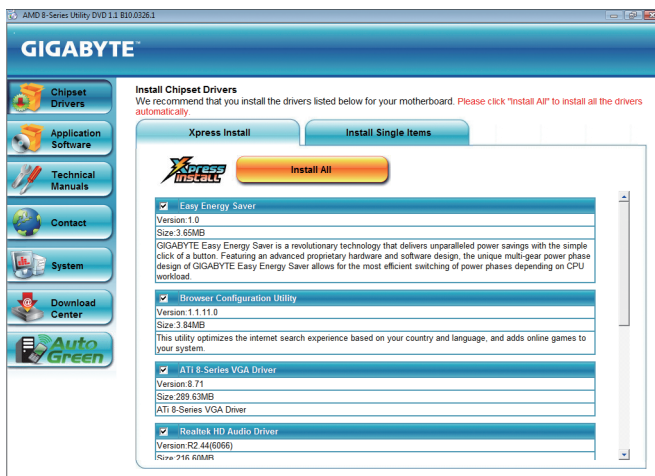 AMD 8-Series Utility DVD 1.1 B10.0326.1
GIGABYTE™
Chipset
Drivers
Application
Software
Technical
Manuals
Contact
System
Download
Center
Auto
Green
Install Chipset Drivers
We recommend that you install the drivers listed below for your motherboard. Please click "Install All" to install all the drivers
automatically.
Xpress Install
Install Single Items
Xpress
Install
Install All
Easy Energy Saver
Version:1.0
Size:3.65MB
GIGABYTE Easy Energy Saver is a revolutionary technology that delivers unparalleled power savings with the simple
click of a button. Featuring an advanced proprietary hardware and software design, the unique multi-gear power phase
design of GIGABYTE Easy Energy Saver allows for the most efficient switching of power phases depending on CPU
workload.
Browser Configuration Utility
Version:1.1.11.0
Size:3.84MB
This utility optimizes the internet search experience based on your country and language, and adds online games to
your system.
ATi 8-Series VGA Driver
Version:8.71
Size:289.63MB
ATi 8-Series VGA Driver
Realtek HD Audio Driver
Version:R2.44(6066)
Size:216.60MB